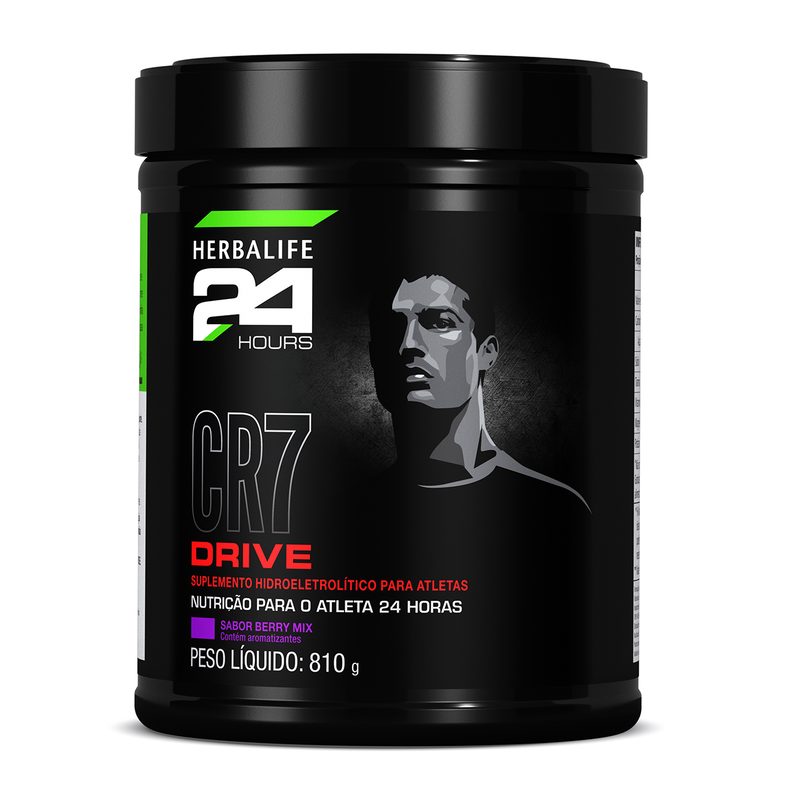 HERBALIFE
24
HOURS
CR7
DRIVE
SUPLEMENTO HIDROELETROLÍTICO PARA ATLETAS
NUTRIÇÃO PARA O ATLETA 24 HORAS
SABOR BERRY MIX
Contém aromatizantes
PESO LÍQUIDO: 810 g